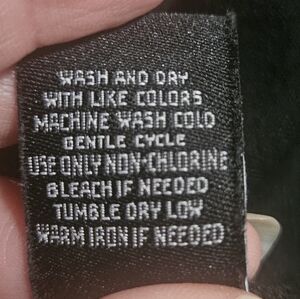 WASH AND DRY
WITH LIKE COLORS
MACHINE WASH COLD
GENTLE CYCLE
USE ONLY NON-CHLORINE
BLEACH IF NEEDED
TUMBLE DRY LOW
WARM IRON IF NEEDED